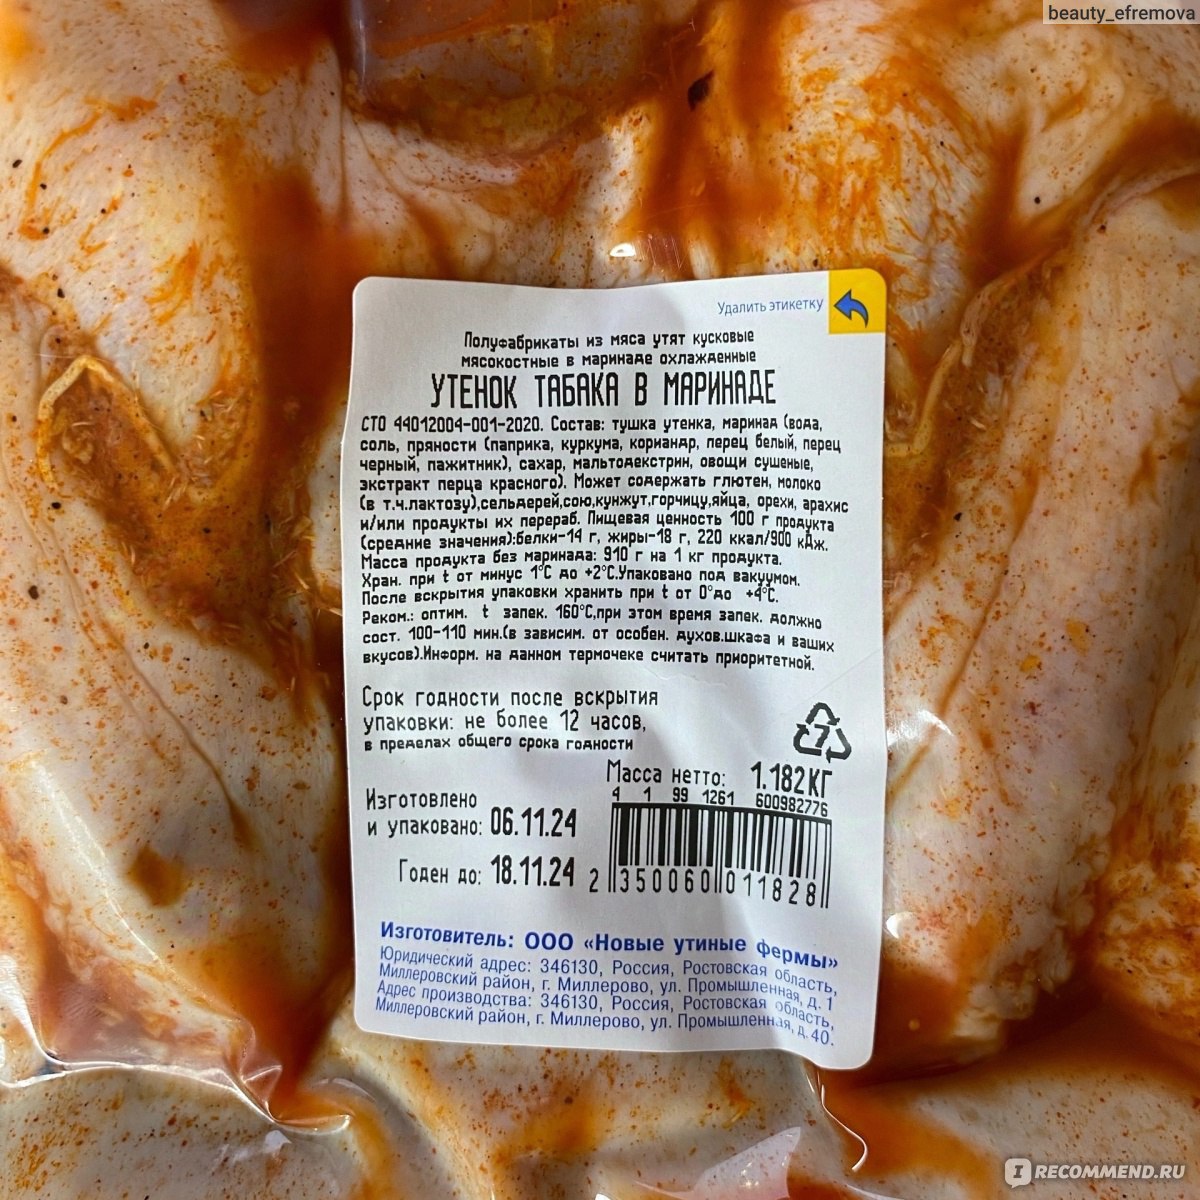 beauty_efremova
Удалить этикетку
Полуфабрикаты из мяса утят кусковые
мясокостные в маринаде охлажденные
УТЕНОК ТАБАКА В МАРИНАДЕ
СТО 44012004-001-2020. Состав: тушка утенка, маринад (вода,
соль, пряности (паприка, куркума, кориандр, перец белый, перец
черный, пажитник), сахар, мальтодекстрин, овощи сушеные,
экстракт перца красного). Может содержать глютен, молоко
(в т.ч.лактозу),сельдерей,сою,кунжут,горчицу,яйца, орехи, арахис
и/или продукты их перераб. Пищевая ценность 100 г продукта
(средние значения):белки-14 г, жиры-18 г, 220 ккал/900 кДж.
Масса продукта без маринада: 910 г на 1 кг продукта.
Хран. при t от минус 1°С до +2°С.Упаковано под вакуумом.
После вскрытия упаковки хранить при t от 0°до +4°С.
Реком.: оптим. t запек. 160°С,при этом время запек. должно
сост. 100-110 мин.(в зависим. от особен. духов.шкафа и ваших
вкусов).Информ. на данном термочеке считать приоритетной.
Срок годности после вскрытия
упаковки: не более 12 часов,
в пределах общего срока годности
7
Масса нетто: 1.182КГ
4 1 99 1261 600982776
Изготовлено
и упаковано: 06.11.24
Годен до: 18.11.24
2 350060 011828
Изготовитель: ООО «Новые утиные фермы»
Юридический адрес: 346130, Россия, Ростовская область,
Миллеровский район, г. Миллерово, ул. Промышленная, д. 1
Адрес производства: 346130, Россия, Ростовская область,
Миллеровский район, г. Миллерово, ул. Промышленная, д. 40.
I RECOMMEND.RU